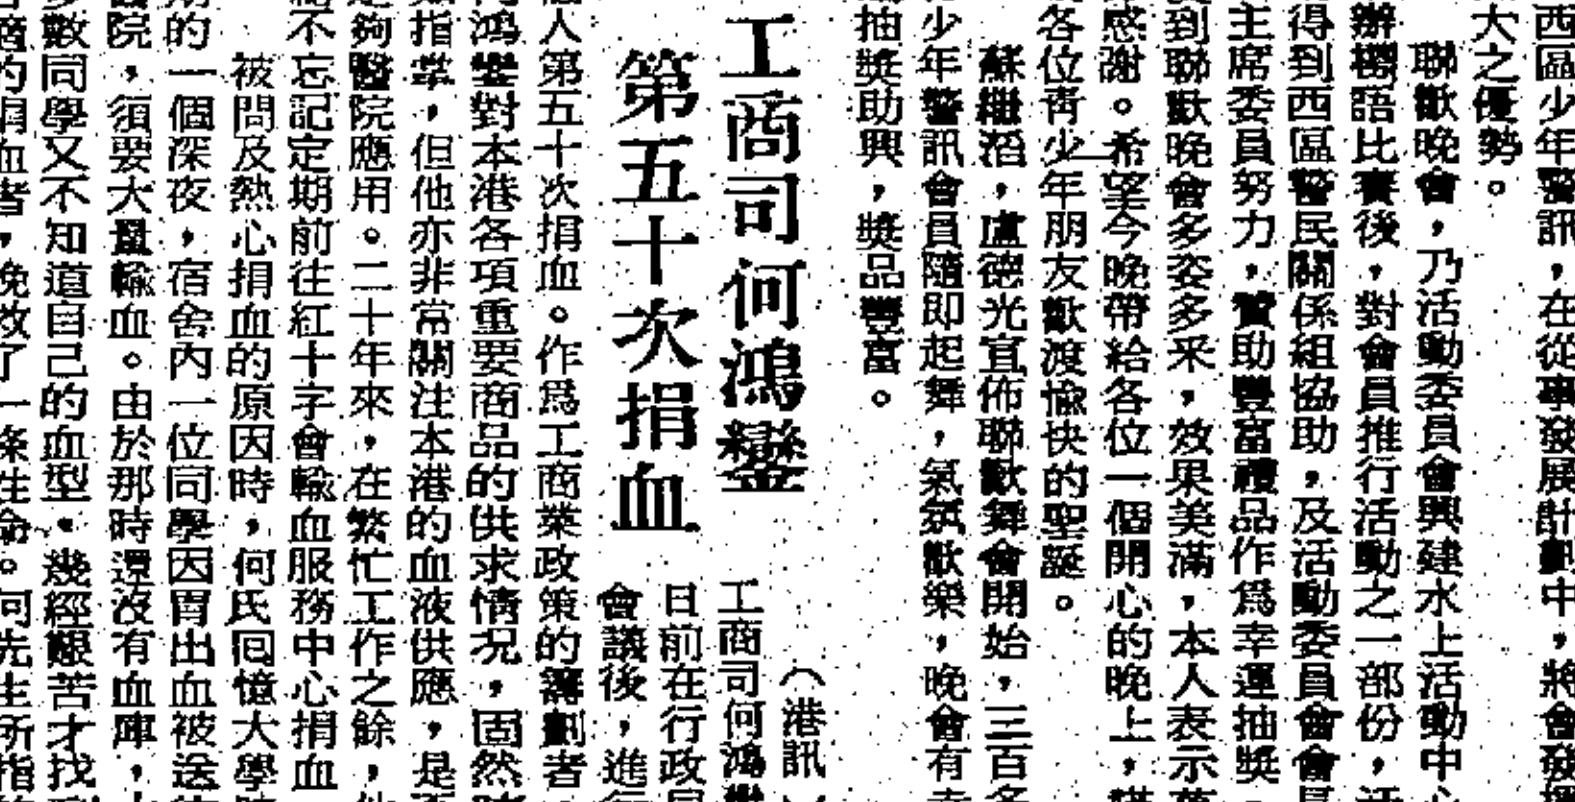 西區少年警訊，在從事發展計劃中，將會發揮
大之優勢。
聯歡晚會，乃活動委員會興建水上活動中心
辦標語比賽後，對會員推行活動之一部份，活
得到西區警民關係組協助，及活動委員會會長
主席委員努力，贊助豐富禮品作爲幸運抽獎，
到聯歡晚會多姿多采，效果美滿，本人表示萬
感謝。希望今晚帶給各位一個開心的晚上，
各位靑少年朋友歡渡愉快的聖誕。
蘇繼滔，盧德光宣佈聯歡舞會開始，三百多
少年警訊會員隨即起舞，氣氛歡樂，晚會有
抽獎助興，獎品豐富。
工商司何鴻鑾
第五十次捐血
（港訊）
工商司何鴻鑾
日前在行政局
會議後，進行
人第五十次捐血。作爲工商業政策的籌劃者，
何鴻鑾對本港各項重要商品的供求情况，固然
指掌，但他亦非常關注本港的血液供應，是
夠醫院應用。二十年來，在繁忙工作之餘，他
不忘記定期前往紅十字會輸血服務中心捐血
被問及熱心捐血的原因時，何氏囘憶大學時
的一個深夜，宿舍內一位同學因胃出血被送
醫院，須要大量輸血。由於那時還沒有血庫，
多數同學又不知道自己的血型，幾經艱苦才找
適的捐血者，挽救了一條性命。何先生所指